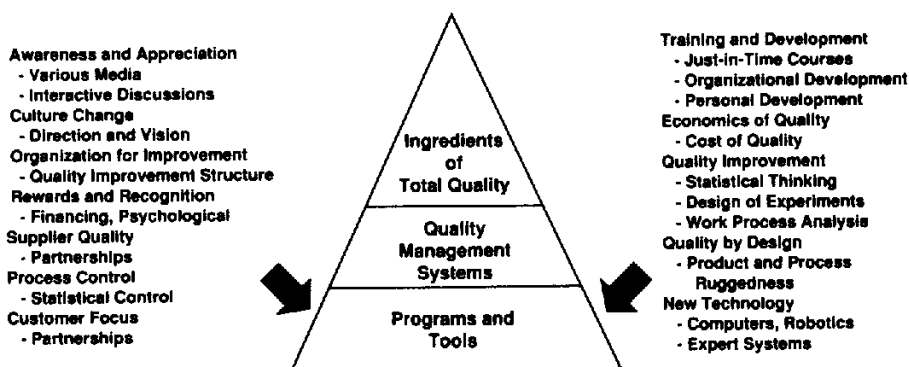 Awareness and Appreciation
- Various Media
- Interactive Discussions
Culture Change
- Direction and Vision
Organization for Improvement
- Quality Improvement Structure
Rewards and Recognition
- Financing, Psychological
Supplier Quality
- Partnerships
Process Control
- Statistical Control
Customer Focus
- Partnerships
Ingredients
of
Total Quality
Quality
Management
Systems
Programs and
Tools
Training and Development
- Just-in-Time Courses
- Organizational Development
- Personal Development
Economics of Quality
- Cost of Quality
Quality Improvement
- Statistical Thinking
- Design of Experiments
- Work Process Analysis
Quality by Design
- Product and Process
Ruggedness
New Technology
- Computers, Robotics
- Expert Systems